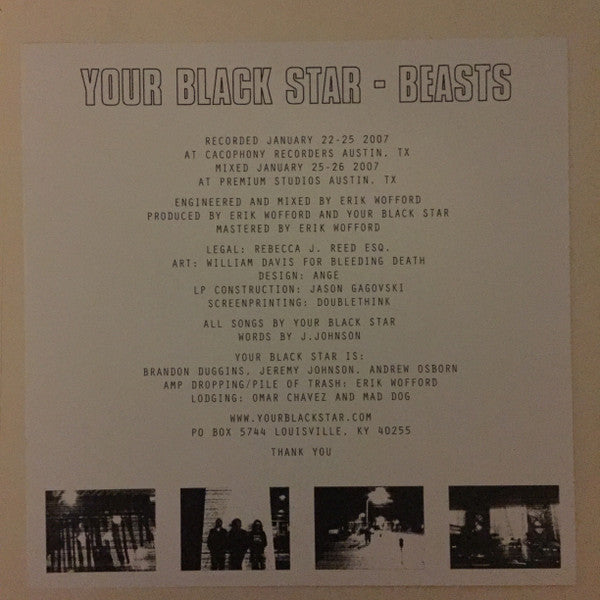 YOUR BLACK STAR - BEASTS
RECORDED JANUARY 22-25 2007
AT CACOPHONY RECORDERS AUSTIN, TX
MIXED JANUARY 25-26 2007
AT PREMIUM STUDIOS AUSTIN, TX
ENGINEERED AND MIXED BY ERIK WOFFORD
PRODUCED BY ERIK WOFFORD AND YOUR BLACK STAR
MASTERED BY ERIK WOFFORD
LEGAL: REBECCA J. REED ESQ.
ART: WILLIAM DAVIS FOR BLEEDING DEATH
DESIGN: ANGE
LP CONSTRUCTION: JASON GAGOVSKI
SCREENPRINTING: DOUBLETHINK
ALL SONGS BY YOUR BLACK STAR
WORDS BY J.JOHNSON
YOUR BLACK STAR IS:
BRANDON DUGGINS, JEREMY JOHNSON, ANDREW OSBORN
AMP DROPPING/PILE OF TRASH: ERIK WOFFORD
LODGING: OMAR CHAVEZ AND MAD DOG
WWW.YOURBLACKSTAR.COM
PO BOX 5744 LOUISVILLE, KY 40255
THANK YOU